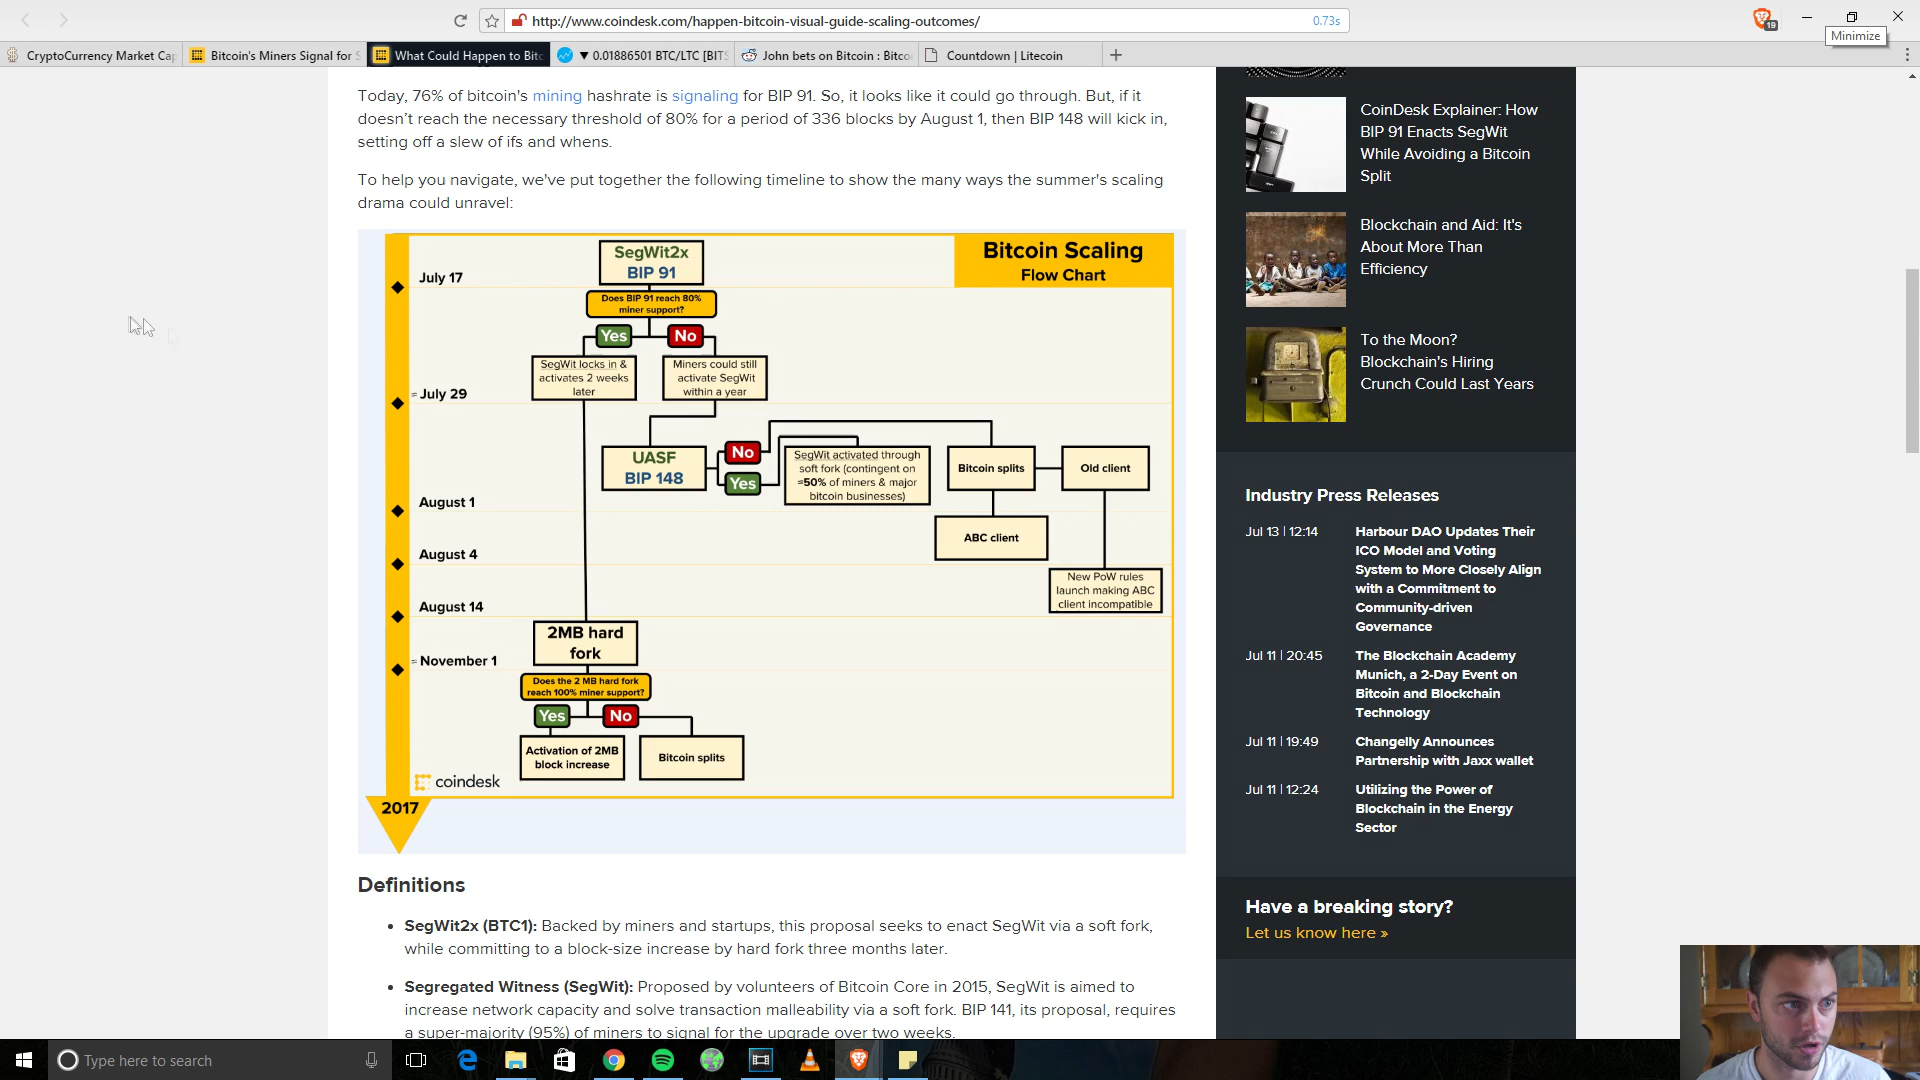 http://www.coindesk.com/happen-bitcoin-visual-guide-scaling-outcomes/
0.73s
19
Minimize
CryptoCurrency Market Cap
Bitcoin's Miners Signal for S
What Could Happen to Bitc
▼ 0.01886501 BTC/LTC [BITS
John bets on Bitcoin : Bitco
Countdown | Litecoin
Today, 76% of bitcoin's mining hashrate is signaling for BIP 91. So, it looks like it could go through. But, if it
doesn't reach the necessary threshold of 80% for a period of 336 blocks by August 1, then BIP 148 will kick in,
setting off a slew of ifs and whens.
To help you navigate, we've put together the following timeline to show the many ways the summer's scaling
drama could unravel:
Bitcoin Scaling
Flow Chart
SegWit2x
BIP 91
July 17
Does BIP 91 reach 80%
miner support?
Yes
No
SegWit locks in &
activates 2 weeks
later
Miners could still
activate SegWit
within a year
≈ July 29
UASF
BIP 148
No
Yes
SegWit activated through
soft fork (contingent on
≈50% of miners & major
bitcoin businesses)
Bitcoin splits
Old client
August 1
ABC client
August 4
New PoW rules
launch making ABC
client incompatible
August 14
2MB hard
fork
≈ November 1
Does the 2 MB hard fork
reach 100% miner support?
Yes
No
Activation of 2MB
block increase
Bitcoin splits
coindesk
2017
Definitions
• SegWit2x (BTC1): Backed by miners and startups, this proposal seeks to enact SegWit via a soft fork,
while committing to a block-size increase by hard fork three months later.
• Segregated Witness (SegWit): Proposed by volunteers of Bitcoin Core in 2015, SegWit is aimed to
increase network capacity and solve transaction malleability via a soft fork. BIP 141, its proposal, requires
a super-majority (95%) of miners to signal for the upgrade over two weeks.
CoinDesk Explainer: How
BIP 91 Enacts SegWit
While Avoiding a Bitcoin
Split
Blockchain and Aid: It's
About More Than
Efficiency
To the Moon?
Blockchain's Hiring
Crunch Could Last Years
Industry Press Releases
Jul 13 | 12:14
Harbour DAO Updates Their
ICO Model and Voting
System to More Closely Align
with a Commitment to
Community-driven
Governance
Jul 11 | 20:45
The Blockchain Academy
Munich, a 2-Day Event on
Bitcoin and Blockchain
Technology
Jul 11 | 19:49
Changelly Announces
Partnership with Jaxx wallet
Jul 11 | 12:24
Utilizing the Power of
Blockchain in the Energy
Sector
Have a breaking story?
Let us know here »
Type here to search